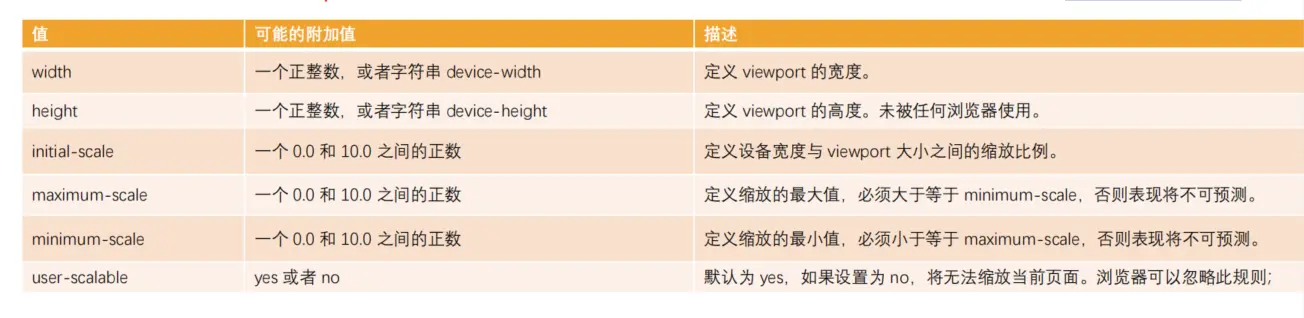 值 可能的附加值 描述
width 一个正整数，或者字符串 device-width 定义 viewport 的宽度。
height 一个正整数，或者字符串 device-height 定义 viewport 的高度。未被任何浏览器使用。
initial-scale 一个 0.0 和 10.0 之间的正数 定义设备宽度与 viewport 大小之间的缩放比例。
maximum-scale 一个 0.0 和 10.0 之间的正数 定义缩放的最大值，必须大于等于 minimum-scale，否则表现将不可预测。
minimum-scale 一个 0.0 和 10.0 之间的正数 定义缩放的最小值，必须小于等于 maximum-scale，否则表现将不可预测。
user-scalable yes 或者 no 默认为 yes，如果设置为 no，将无法缩放当前页面。浏览器可以忽略此规则;